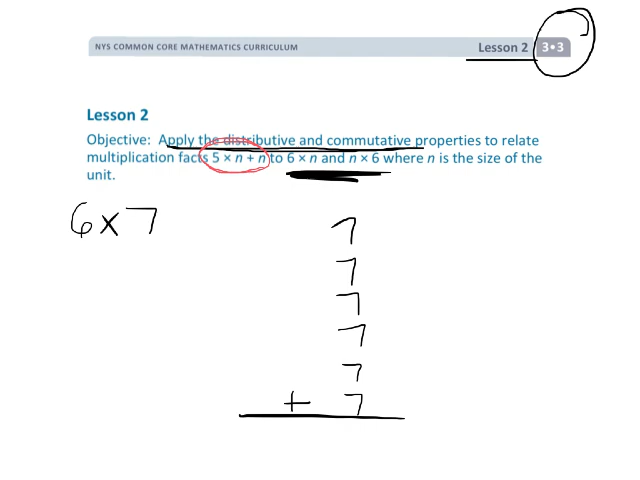 NYS COMMON CORE MATHEMATICS CURRICULUM Lesson 2 3•3
Lesson 2
Objective: Apply the distributive and commutative properties to relate
multiplication facts 5 × n + n to 6 × n and n × 6 where n is the size of the
unit.
6 x 7
7
7
7
7
7
+ 7